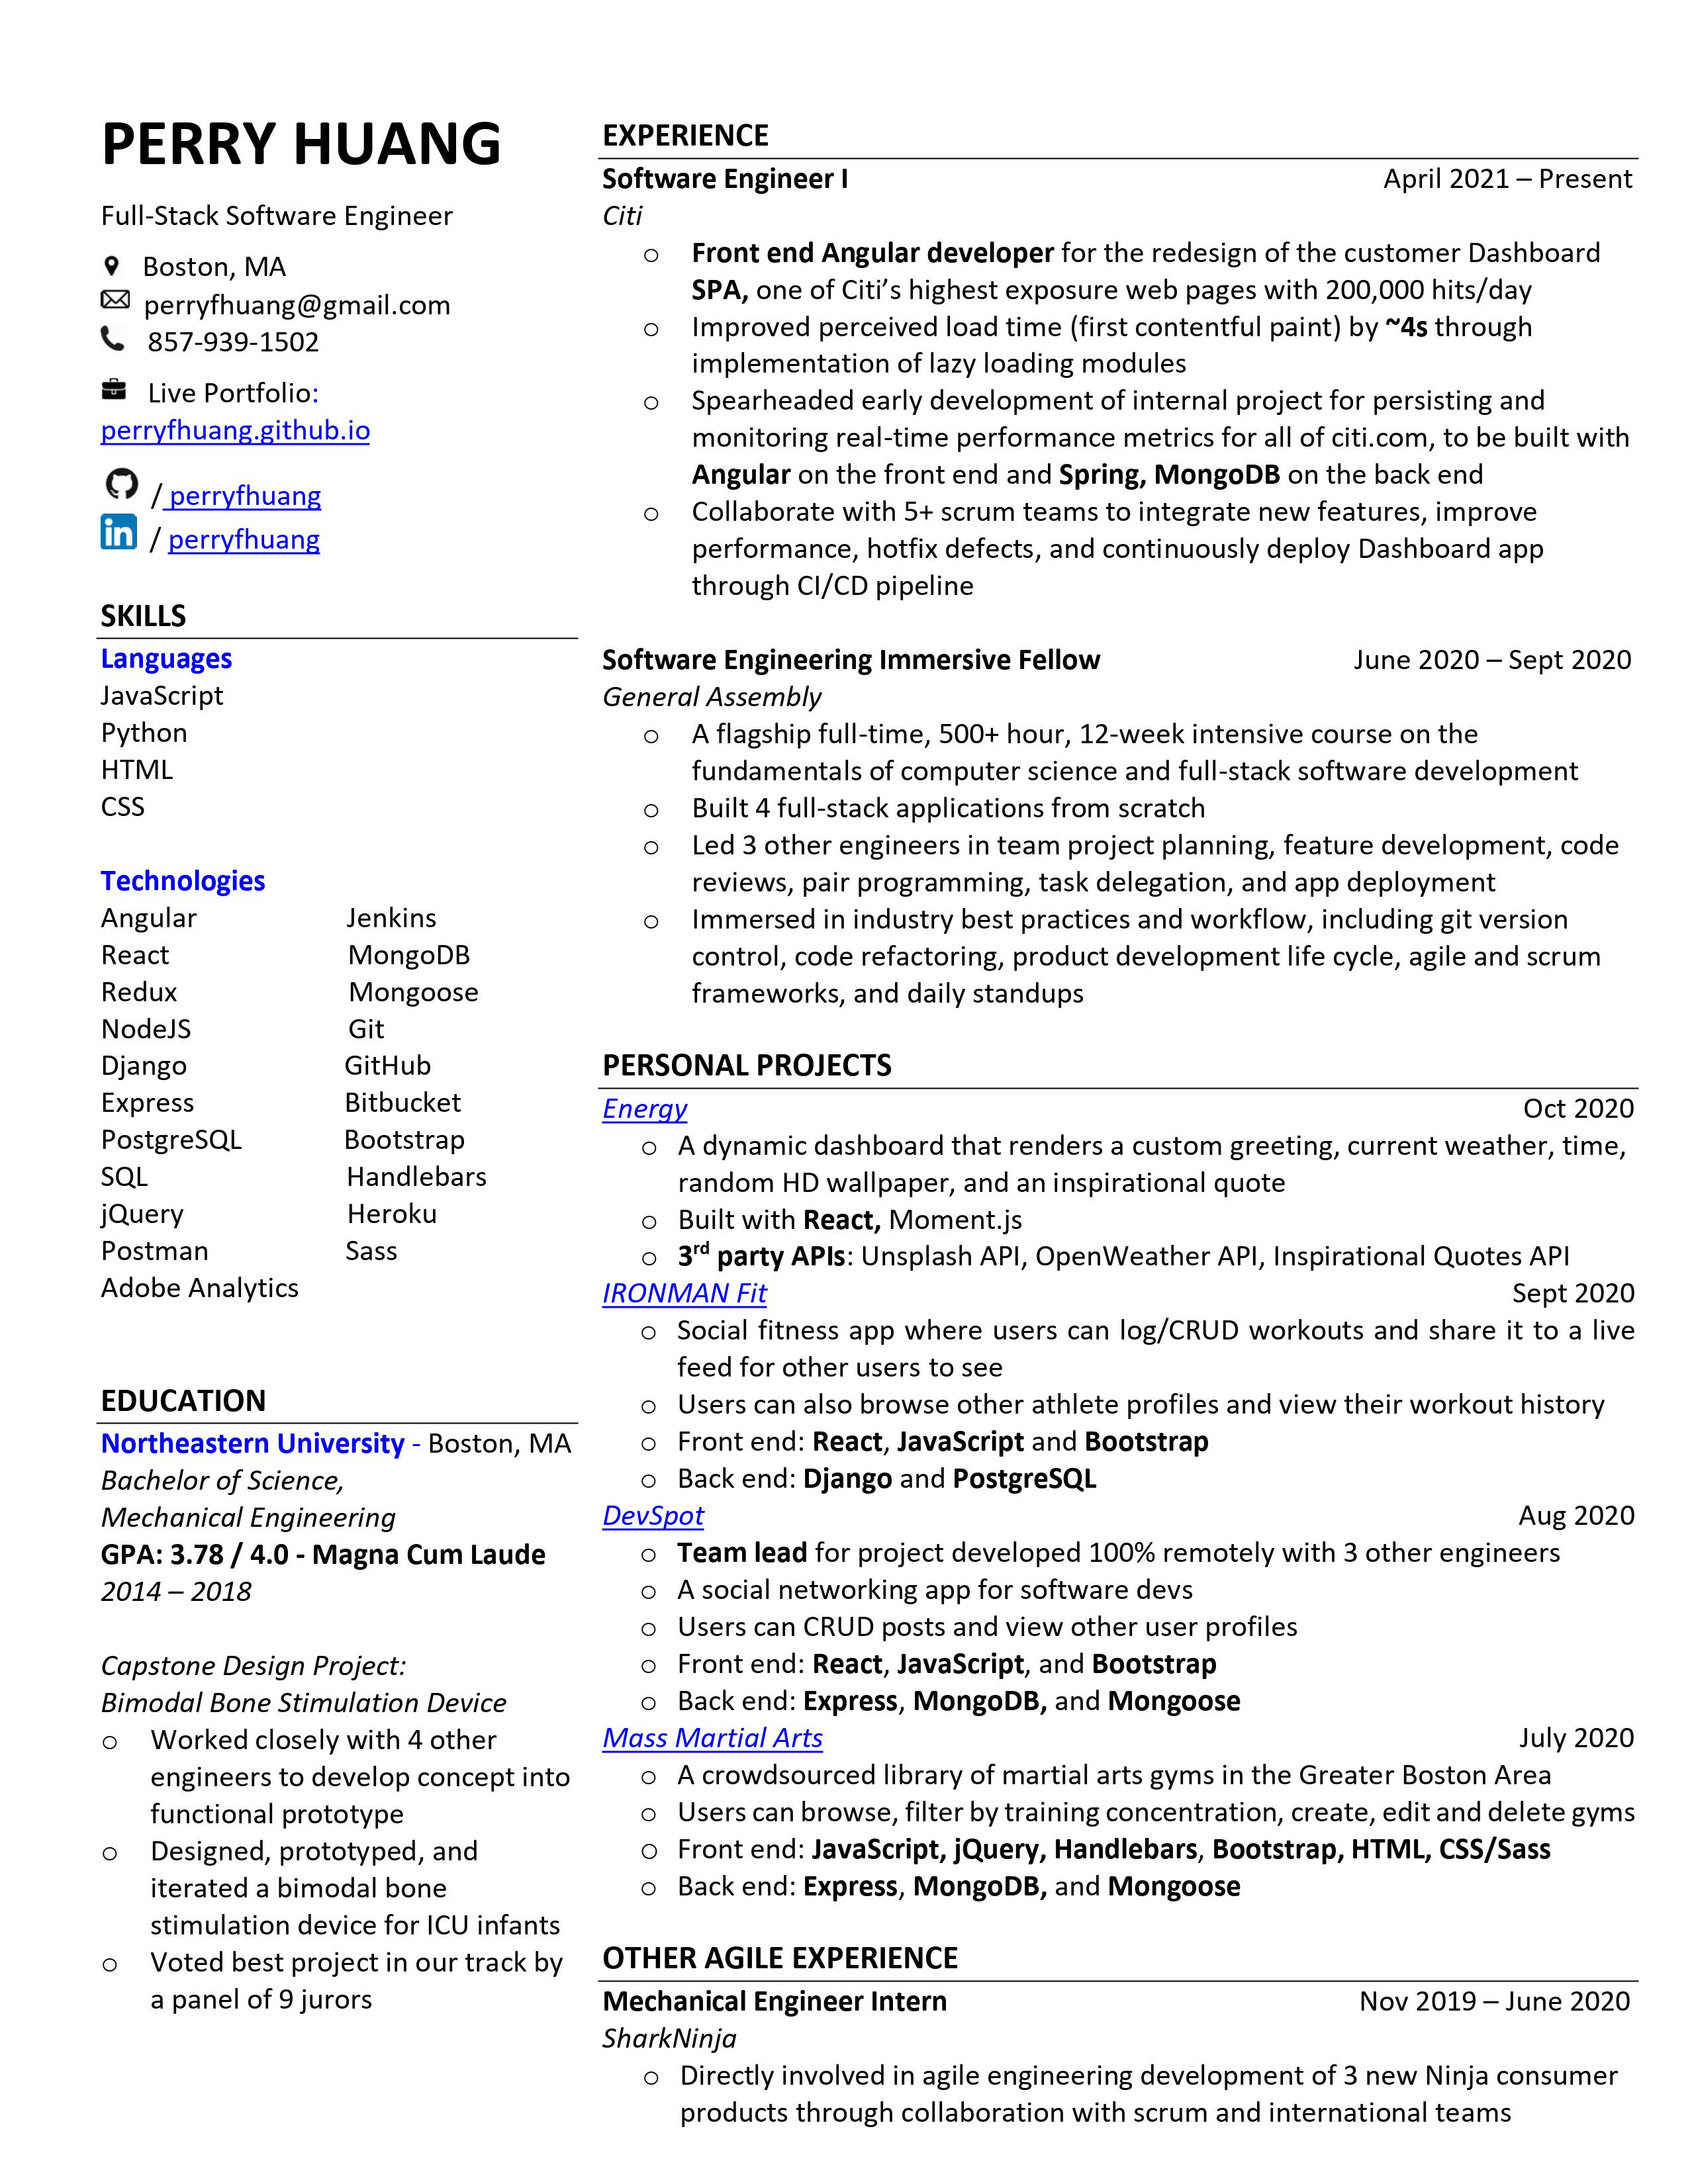 PERRY HUANG
Full-Stack Software Engineer
Boston, MA
perryfhuang@gmail.com
857-939-1502
Live Portfolio:
perryfhuang.github.io
/ perryfhuang
in / perryfhuang
SKILLS
Languages
JavaScript
Python
HTML
CSS
Technologies
Angular Jenkins
React MongoDB
Redux Mongoose
NodeJS Git
Django GitHub
Express Bitbucket
PostgreSQL Bootstrap
SQL Handlebars
jQuery Heroku
Postman Sass
Adobe Analytics
EDUCATION
Northeastern University - Boston, MA
Bachelor of Science,
Mechanical Engineering
GPA: 3.78 / 4.0 - Magna Cum Laude
2014 – 2018
Capstone Design Project:
Bimodal Bone Stimulation Device
o Worked closely with 4 other
engineers to develop concept into
functional prototype
o Designed, prototyped, and
iterated a bimodal bone
stimulation device for ICU infants
o Voted best project in our track by
a panel of 9 jurors
EXPERIENCE
Software Engineer I April 2021 – Present
Citi
o Front end Angular developer for the redesign of the customer Dashboard
SPA, one of Citi’s highest exposure web pages with 200,000 hits/day
o Improved perceived load time (first contentful paint) by ~4s through
implementation of lazy loading modules
o Spearheaded early development of internal project for persisting and
monitoring real-time performance metrics for all of citi.com, to be built with
Angular on the front end and Spring, MongoDB on the back end
o Collaborate with 5+ scrum teams to integrate new features, improve
performance, hotfix defects, and continuously deploy Dashboard app
through CI/CD pipeline
Software Engineering Immersive Fellow June 2020 – Sept 2020
General Assembly
o A flagship full-time, 500+ hour, 12-week intensive course on the
fundamentals of computer science and full-stack software development
o Built 4 full-stack applications from scratch
o Led 3 other engineers in team project planning, feature development, code
reviews, pair programming, task delegation, and app deployment
o Immersed in industry best practices and workflow, including git version
control, code refactoring, product development life cycle, agile and scrum
frameworks, and daily standups
PERSONAL PROJECTS
Energy Oct 2020
o A dynamic dashboard that renders a custom greeting, current weather, time,
random HD wallpaper, and an inspirational quote
o Built with React, Moment.js
o 3rd party APIs: Unsplash API, OpenWeather API, Inspirational Quotes API
IRONMAN Fit Sept 2020
o Social fitness app where users can log/CRUD workouts and share it to a live
feed for other users to see
o Users can also browse other athlete profiles and view their workout history
o Front end: React, JavaScript and Bootstrap
o Back end: Django and PostgreSQL
DevSpot Aug 2020
o Team lead for project developed 100% remotely with 3 other engineers
o A social networking app for software devs
o Users can CRUD posts and view other user profiles
o Front end: React, JavaScript, and Bootstrap
o Back end: Express, MongoDB, and Mongoose
Mass Martial Arts July 2020
o A crowdsourced library of martial arts gyms in the Greater Boston Area
o Users can browse, filter by training concentration, create, edit and delete gyms
o Front end: JavaScript, jQuery, Handlebars, Bootstrap, HTML, CSS/Sass
o Back end: Express, MongoDB, and Mongoose
OTHER AGILE EXPERIENCE
Mechanical Engineer Intern Nov 2019 – June 2020
SharkNinja
o Directly involved in agile engineering development of 3 new Ninja consumer
products through collaboration with scrum and international teams